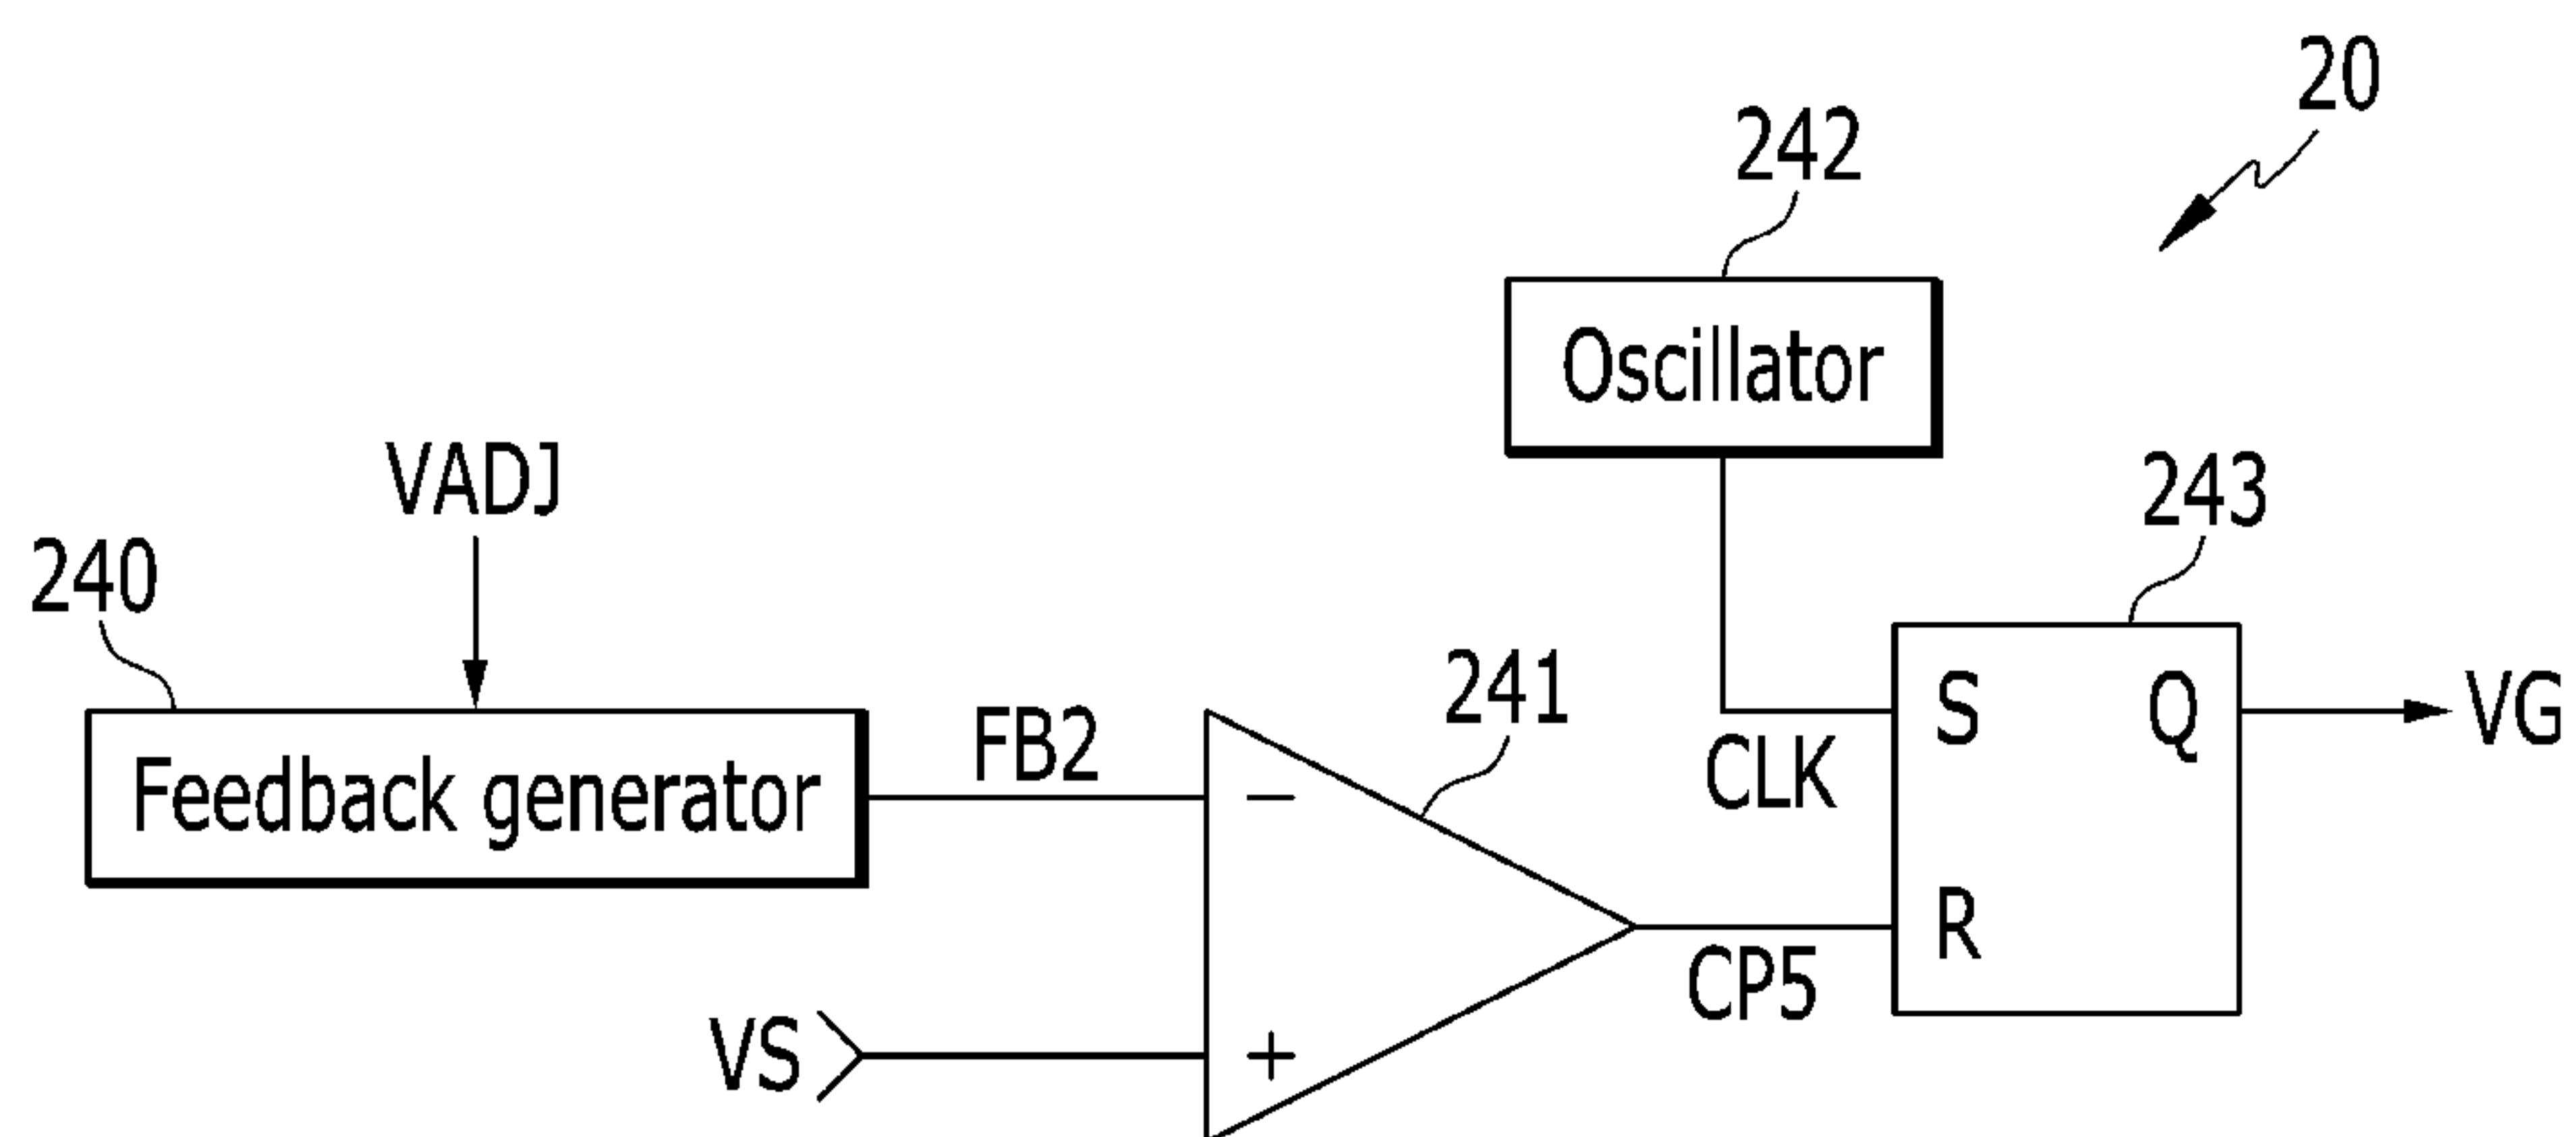 20
242
Oscillator
VADJ
243
240
241
FB2
S
Q
VG
Feedback generator
CLK
−
R
CP5
VS
+